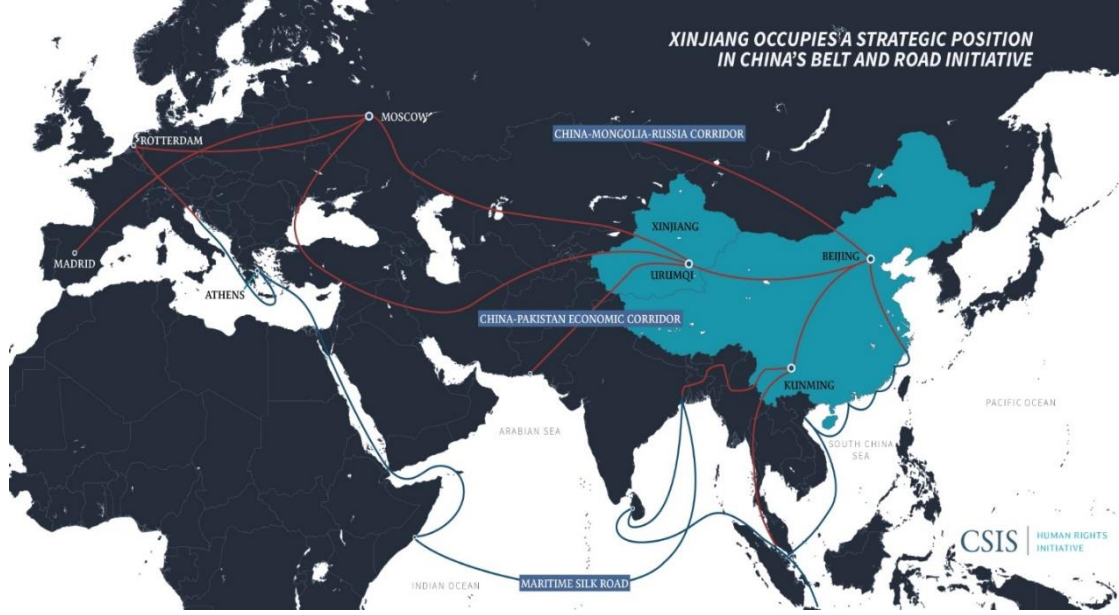 XINJIANG OCCUPIES A STRATEGIC POSITION
IN CHINA'S BELT AND ROAD INITIATIVE
MOSCOW
CHINA-MONGOLIA-RUSSIA CORRIDOR
ROTTERDAM
XINJIANG
MADRID
BEIJING
URUMQI
ATHENS
CHINA-PAKISTAN ECONOMIC CORRIDOR
KUNMING
PACIFIC OCEAN
ARABIAN SEA
SOUTH CHINA
SEA
CSIS
HUMAN RIGHTS
INITIATIVE
INDIAN OCEAN
MARITIME SILK ROAD